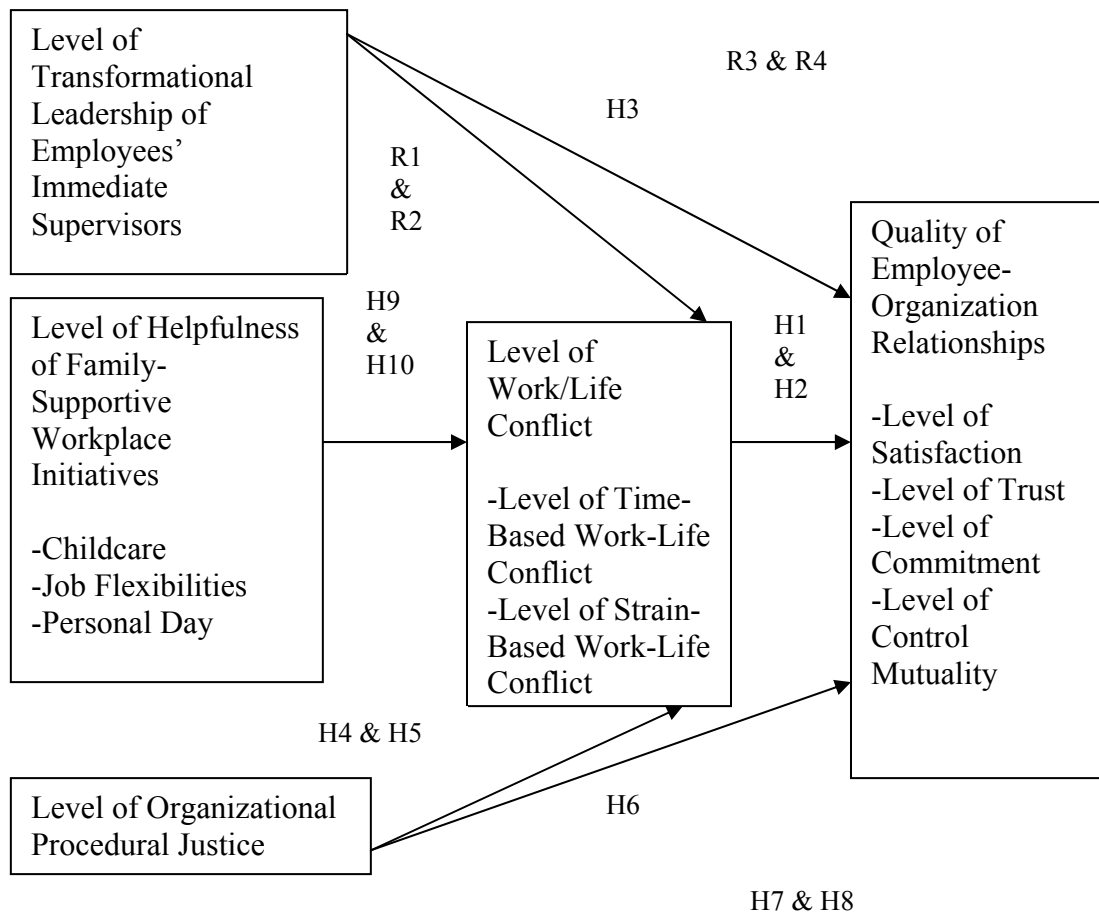 Level of
Transformational
Leadership of
Employees’
Immediate
Supervisors
R3 & R4
H3
R1
&
R2
Level of Helpfulness
of Family-
Supportive
Workplace
Initiatives
-Childcare
-Job Flexibilities
-Personal Day
H9
&
H10
Level of
Work/Life
Conflict
-Level of Time-
Based Work-Life
Conflict
-Level of Strain-
Based Work-Life
Conflict
H1
&
H2
Quality of
Employee-
Organization
Relationships
-Level of
Satisfaction
-Level of Trust
-Level of
Commitment
-Level of
Control
Mutuality
H4 & H5
Level of Organizational
Procedural Justice
H6
H7 & H8